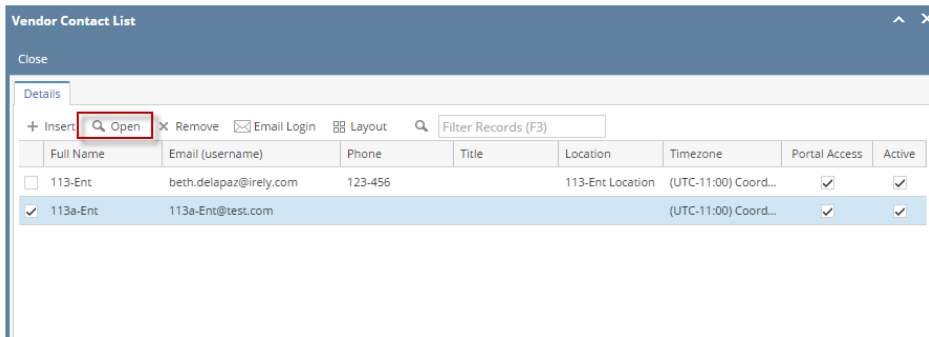 Vendor Contact List
Close
Details
Insert Open Remove Email Login Layout Filter Records (F3)
Full Name Email (username) Phone Title Location Timezone Portal Access Active
113-Ent beth.delapaz@irely.com 123-456 113-Ent Location (UTC-11:00) Coord...
113a-Ent 113a-Ent@test.com (UTC-11:00) Coord...